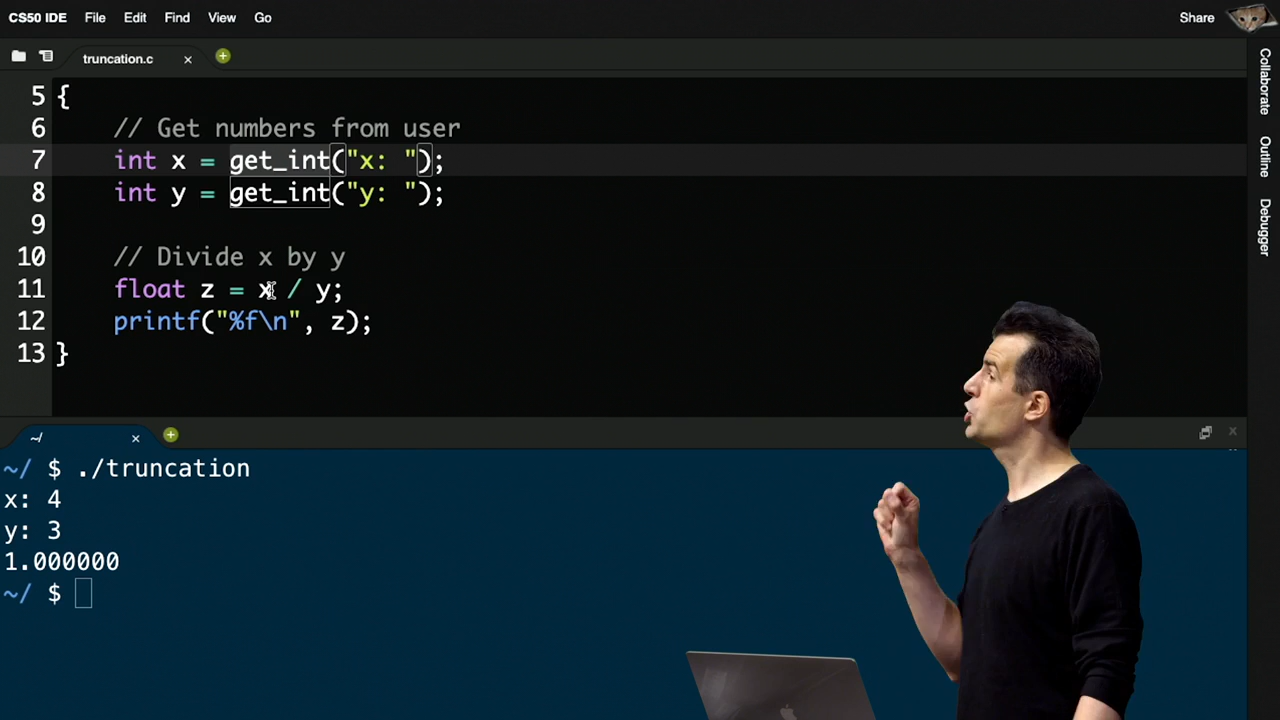 CS50 IDE File Edit Find View Go Share
truncation.c
5 {
6 // Get numbers from user
7 int x = get_int("x: ");
8 int y = get_int("y: ");
9
10 // Divide x by y
11 float z = x / y;
12 printf("%f\n", z);
13 }
Collaborate
Outline
Debugger
~/
~/ $ ./truncation
x: 4
y: 3
1.000000
~/ $